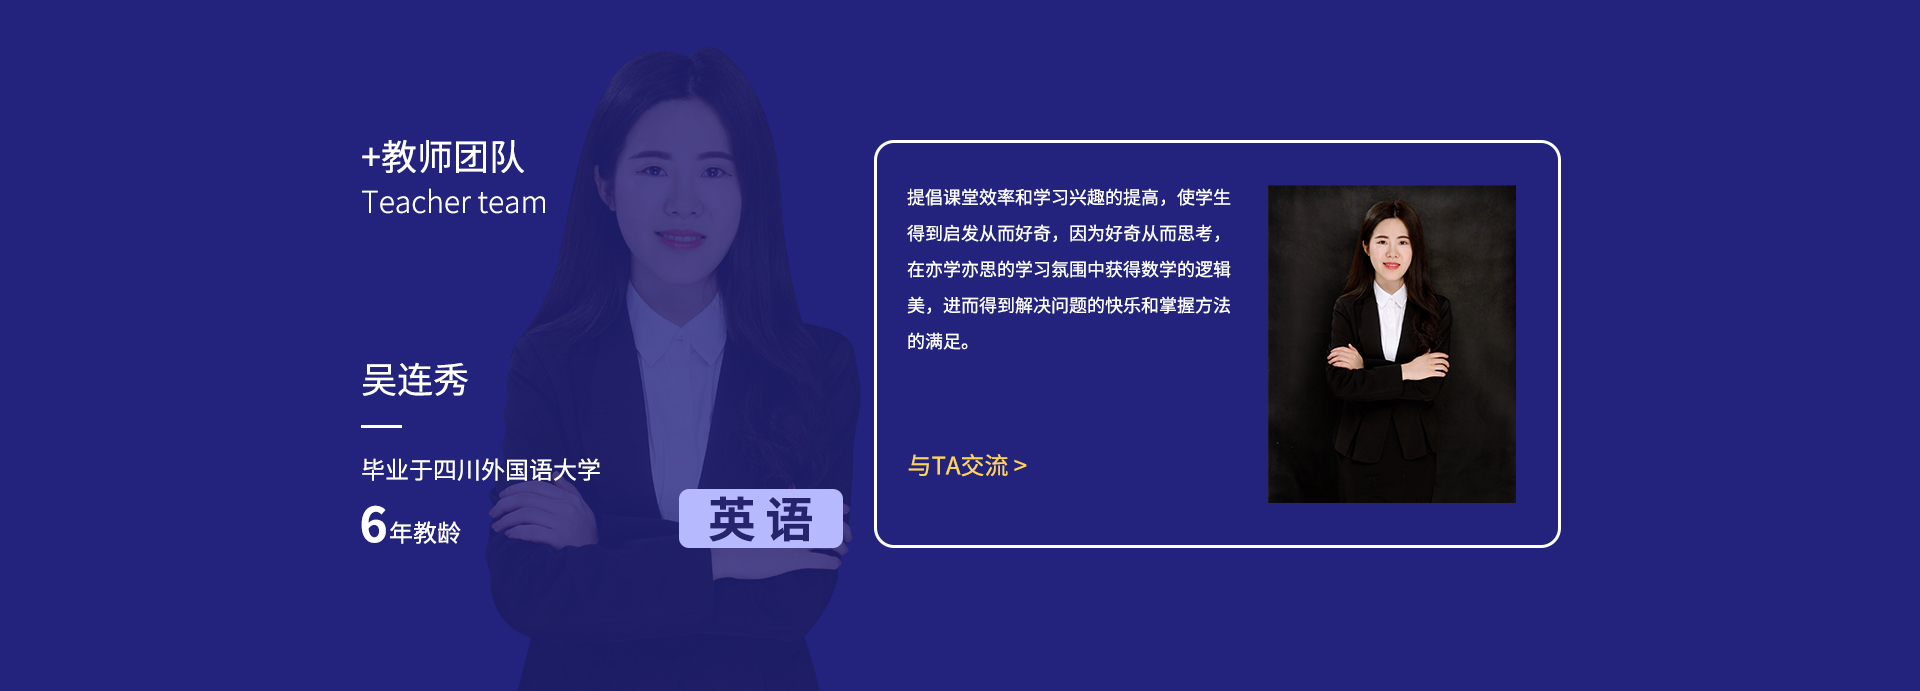 +教师团队
Teacher team
吴连秀
毕业于四川外国语大学
6年教龄
英语
提倡课堂效率和学习兴趣的提高，使学生
得到启发从而好奇，因为好奇从而思考，
在亦学亦思的学习氛围中获得数学的逻辑
美，进而得到解决问题的快乐和掌握方法
的满足。
与TA交流 >